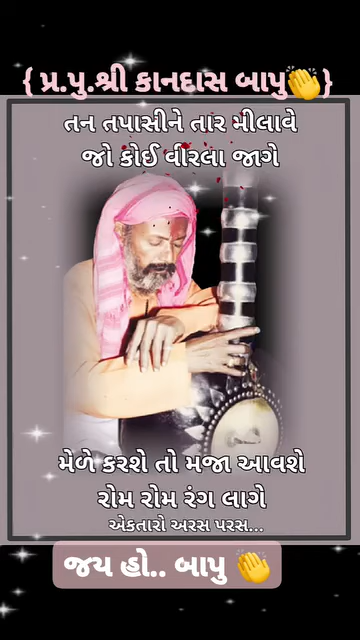 { પ્ર.પુ.શ્રી કાનદાસ બાપુ👏}
તન તપાસીને તાર મીલાવે
જો કોઈ વીરલા જાગે
મેળે કરશે તો મજા આવશે
રોમ રોમ રંગ લાગે
એકતારો અરસ પરસ...
જય હો.. બાપુ 👏